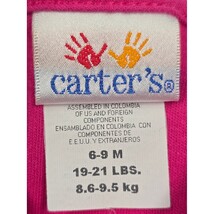 carter's®
ASSEMBLED IN COLOMBIA
OF US AND FOREIGN
COMPONENTS
ENSAMBLADO EN COLOMBIA CON
COMPONENTES DE
E.E.U.U. Y EXTRANJEROS
6-9 M
19-21 LBS.
8.6-9.5 kg